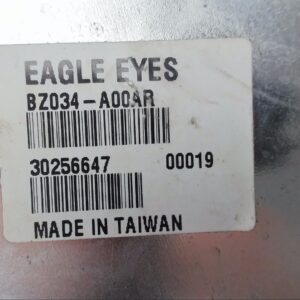 EAGLE EYES
BZ034-A00AR
30256647 00019
MADE IN TAIWAN